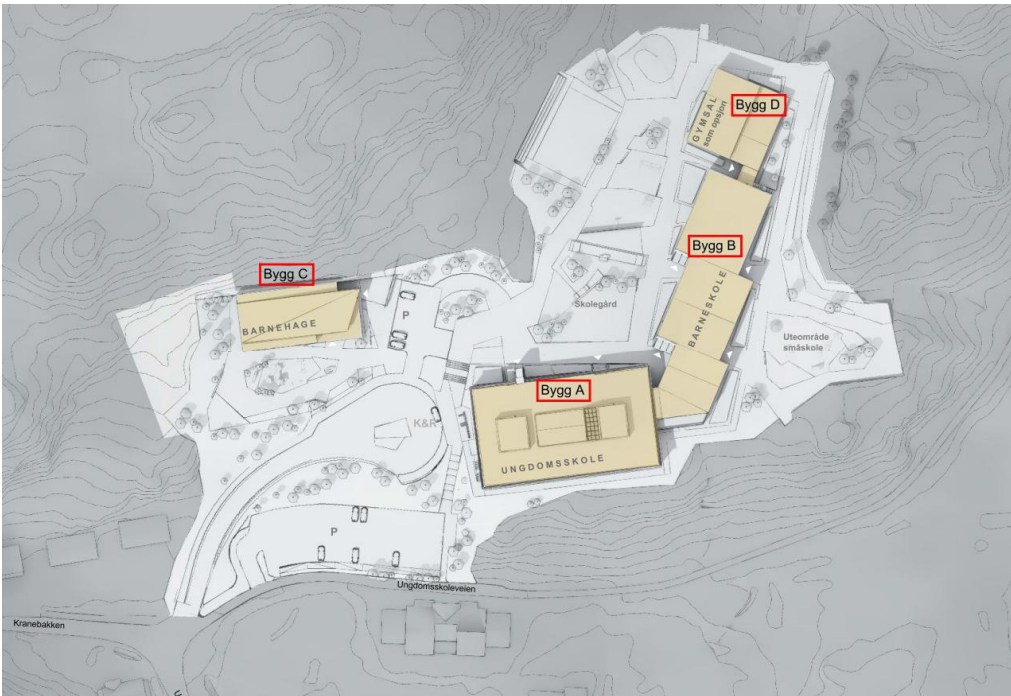 Bygg D
GYMSAL
som opsjon
Bygg B
BARNESKOLE
Bygg C
BARNEHAGE
P
Skolegård
Uteområde
småskole
Bygg A
K&R
UNGDOMSSKOLE
P
Ungdomsskoleveien
Kranebakken